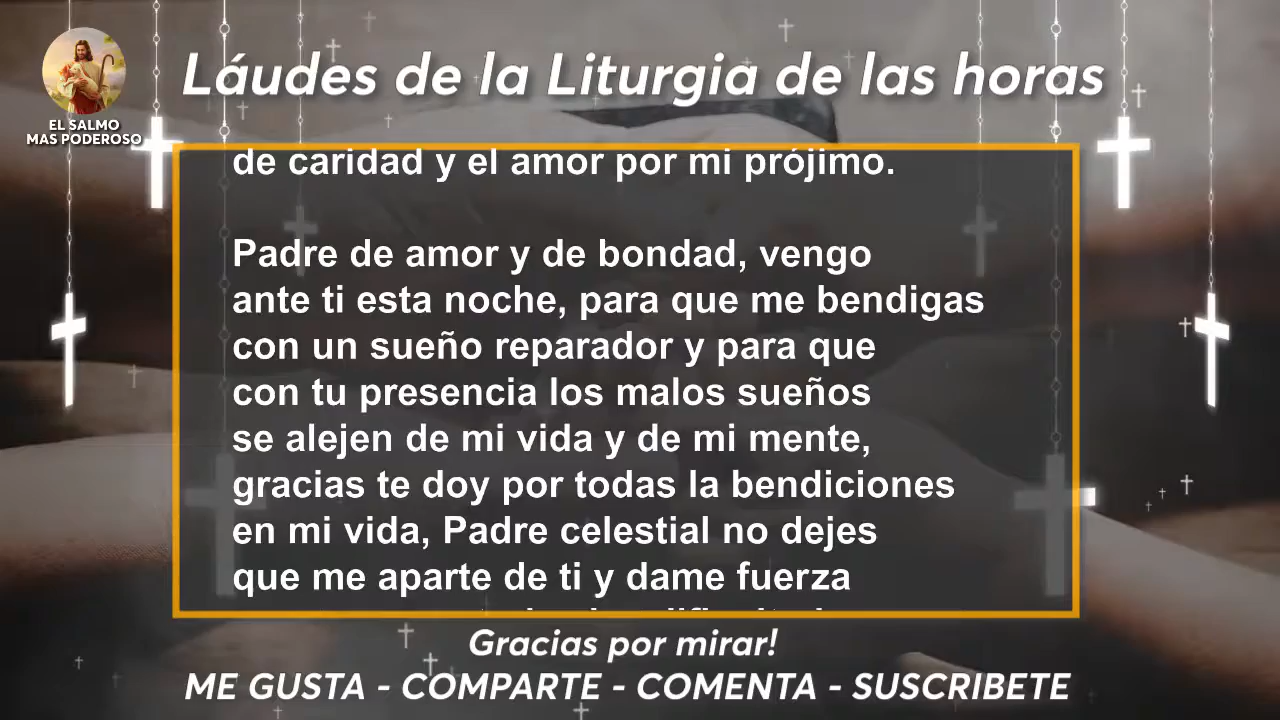 Láudes de la Liturgia de las horas
EL SALMO
MAS PODEROSO
de caridad y el amor por mi prójimo.
Padre de amor y de bondad, vengo
ante ti esta noche, para que me bendigas
con un sueño reparador y para que
con tu presencia los malos sueños
se alejen de mi vida y de mi mente,
gracias te doy por todas la bendiciones
en mi vida, Padre celestial no dejes
que me aparte de ti y dame fuerza
Gracias por mirar!
ME GUSTA - COMPARTE - COMENTA - SUSCRIBETE